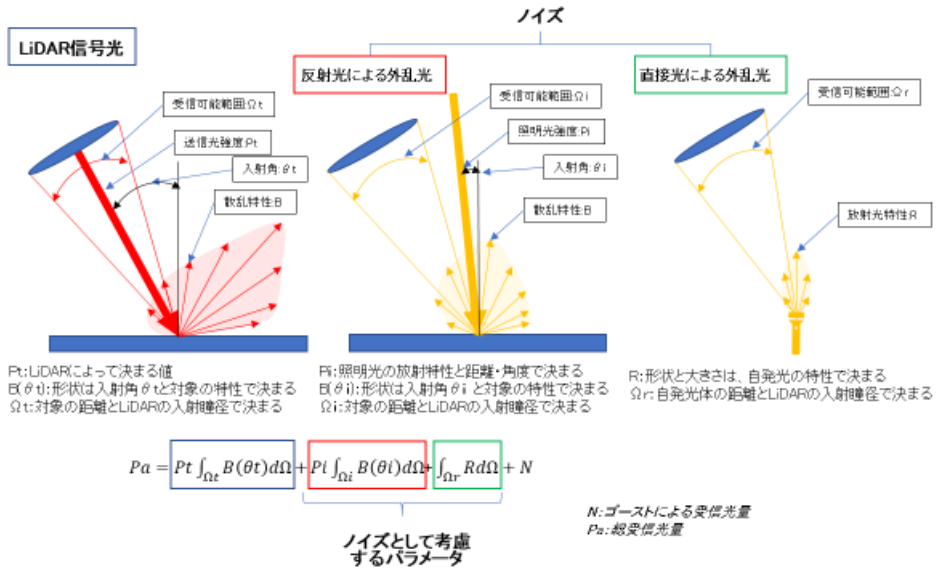 ノイズ
LiDAR信号光
反射光による外乱光
直接光による外乱光
受信可能範囲:Ωt
送信光強度:Pt
入射角:θt
散乱特性:B
受信可能範囲:Ωi
照明光強度:Pi
入射角:θi
散乱特性:B
受信可能範囲:Ωr
放射光特性:R
Pt:LiDARによって決まる値
B(θt):形状は入射角θtと対象の特性で決まる
Ωt:対象の距離とLiDARの入射瞳径で決まる
Pi:照明光の放射特性と距離・角度で決まる
B(θi):形状は入射角θiと対象の特性で決まる
Ωi:対象の距離とLiDARの入射瞳径で決まる
R:形状と大きさは、自発光の特性で決まる
Ωr:自発光体の距離とLiDARの入射瞳径で決まる
Pa = Pt ∫Ωt B(θt)dΩ + Pi ∫Ωi B(θi)dΩ + ∫Ωr RdΩ + N
ノイズとして考慮
するパラメータ
N:ゴーストによる受信光量
Pa:総受信光量